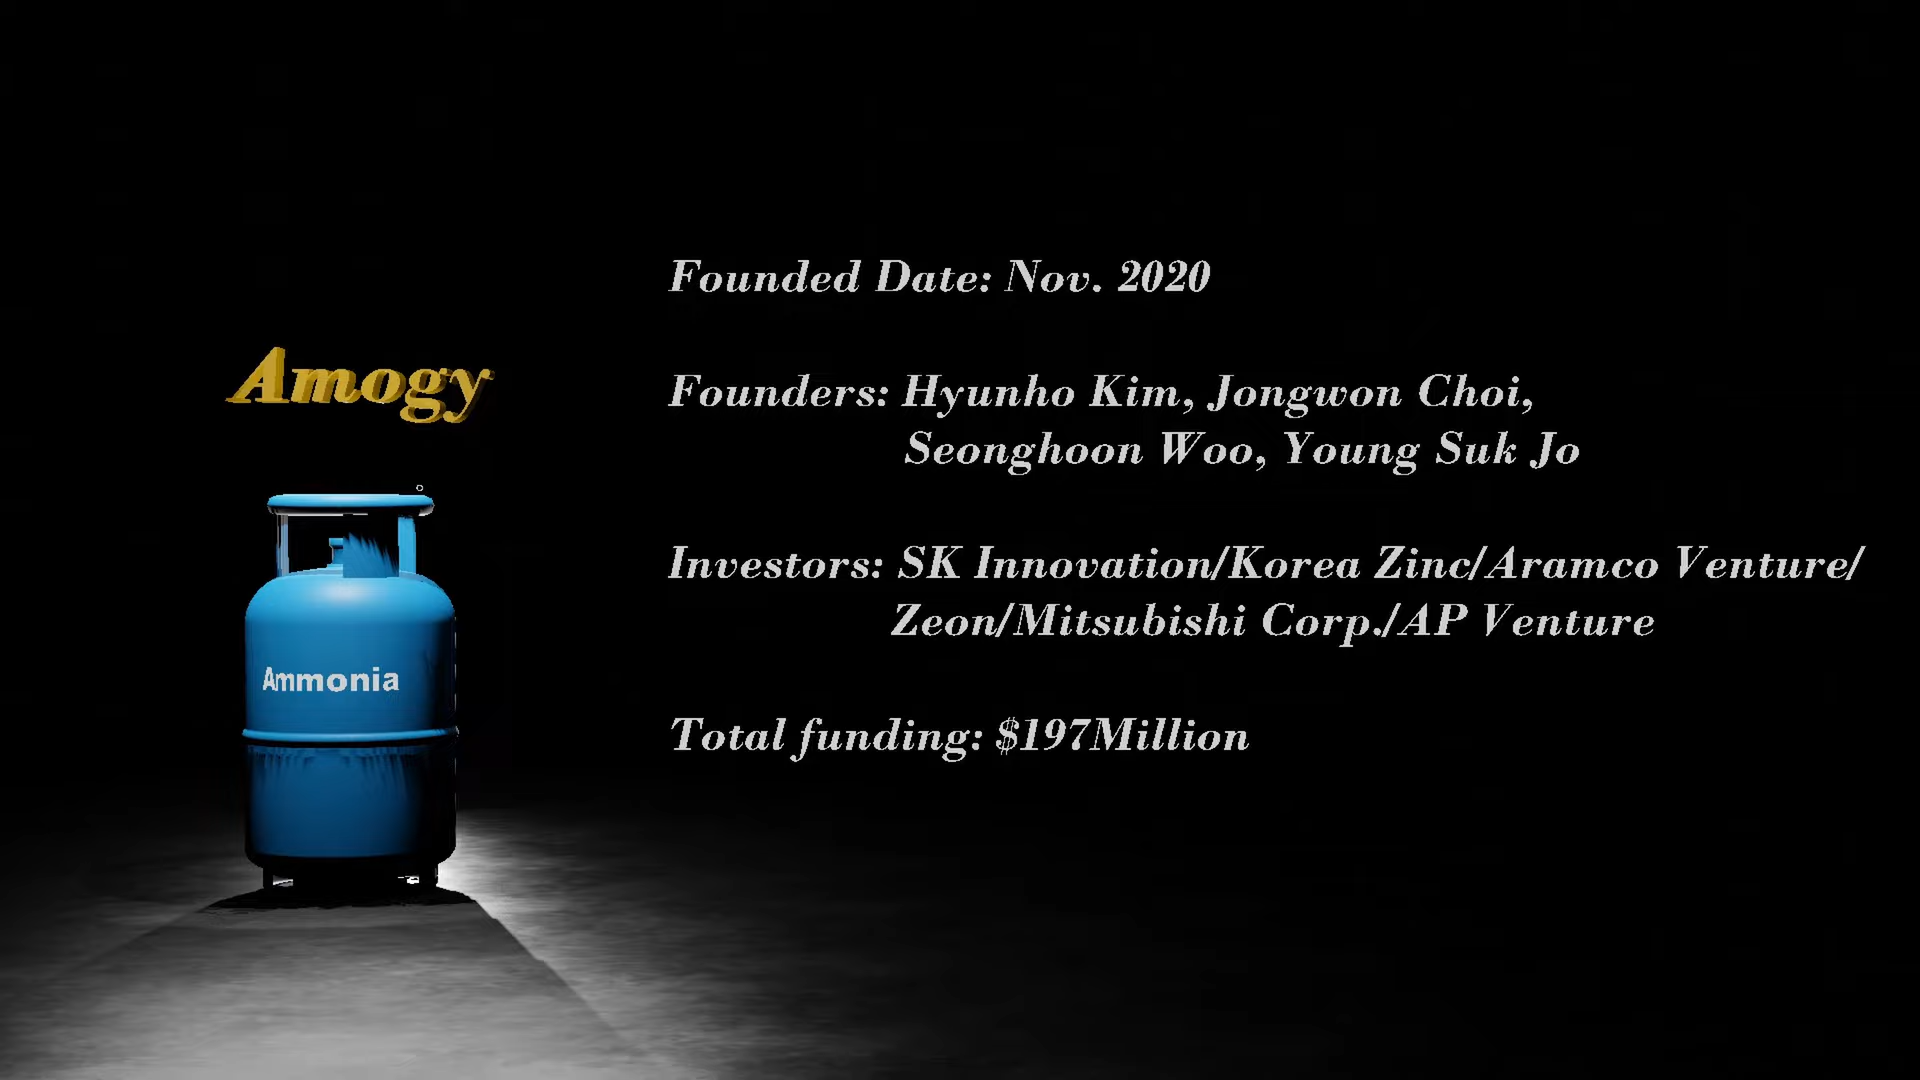 Amogy
Ammonia
Founded Date: Nov. 2020
Founders: Hyunho Kim, Jongwon Choi,
Seonghoon Woo, Young Suk Jo
Investors: SK Innovation/Korea Zinc/Aramco Venture/
Zeon/Mitsubishi Corp./AP Venture
Total funding: $197Million